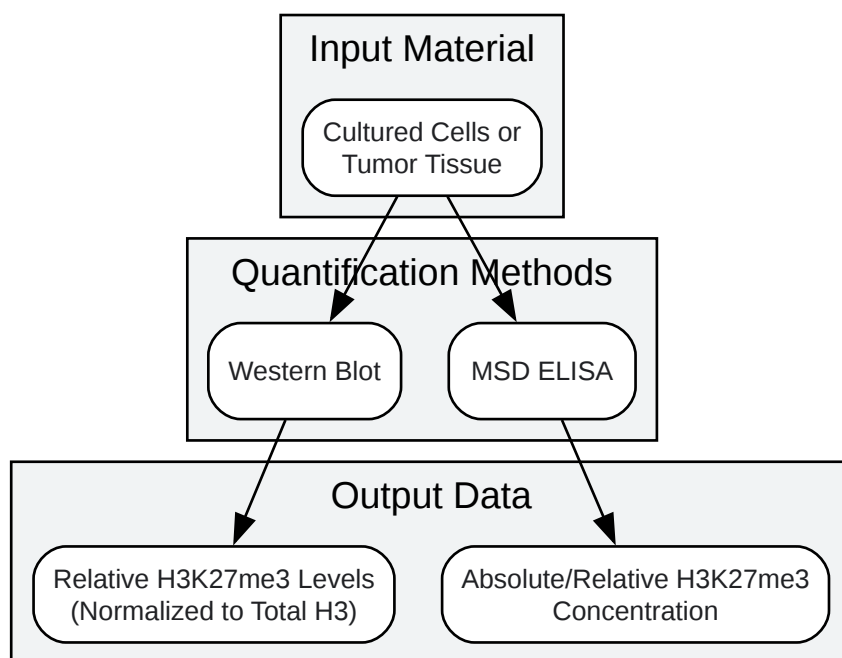 Input Material
Cultured Cells or
Tumor Tissue
Quantification Methods
Western Blot
MSD ELISA
Output Data
Relative H3K27me3 Levels
(Normalized to Total H3)
Absolute/Relative H3K27me3
Concentration